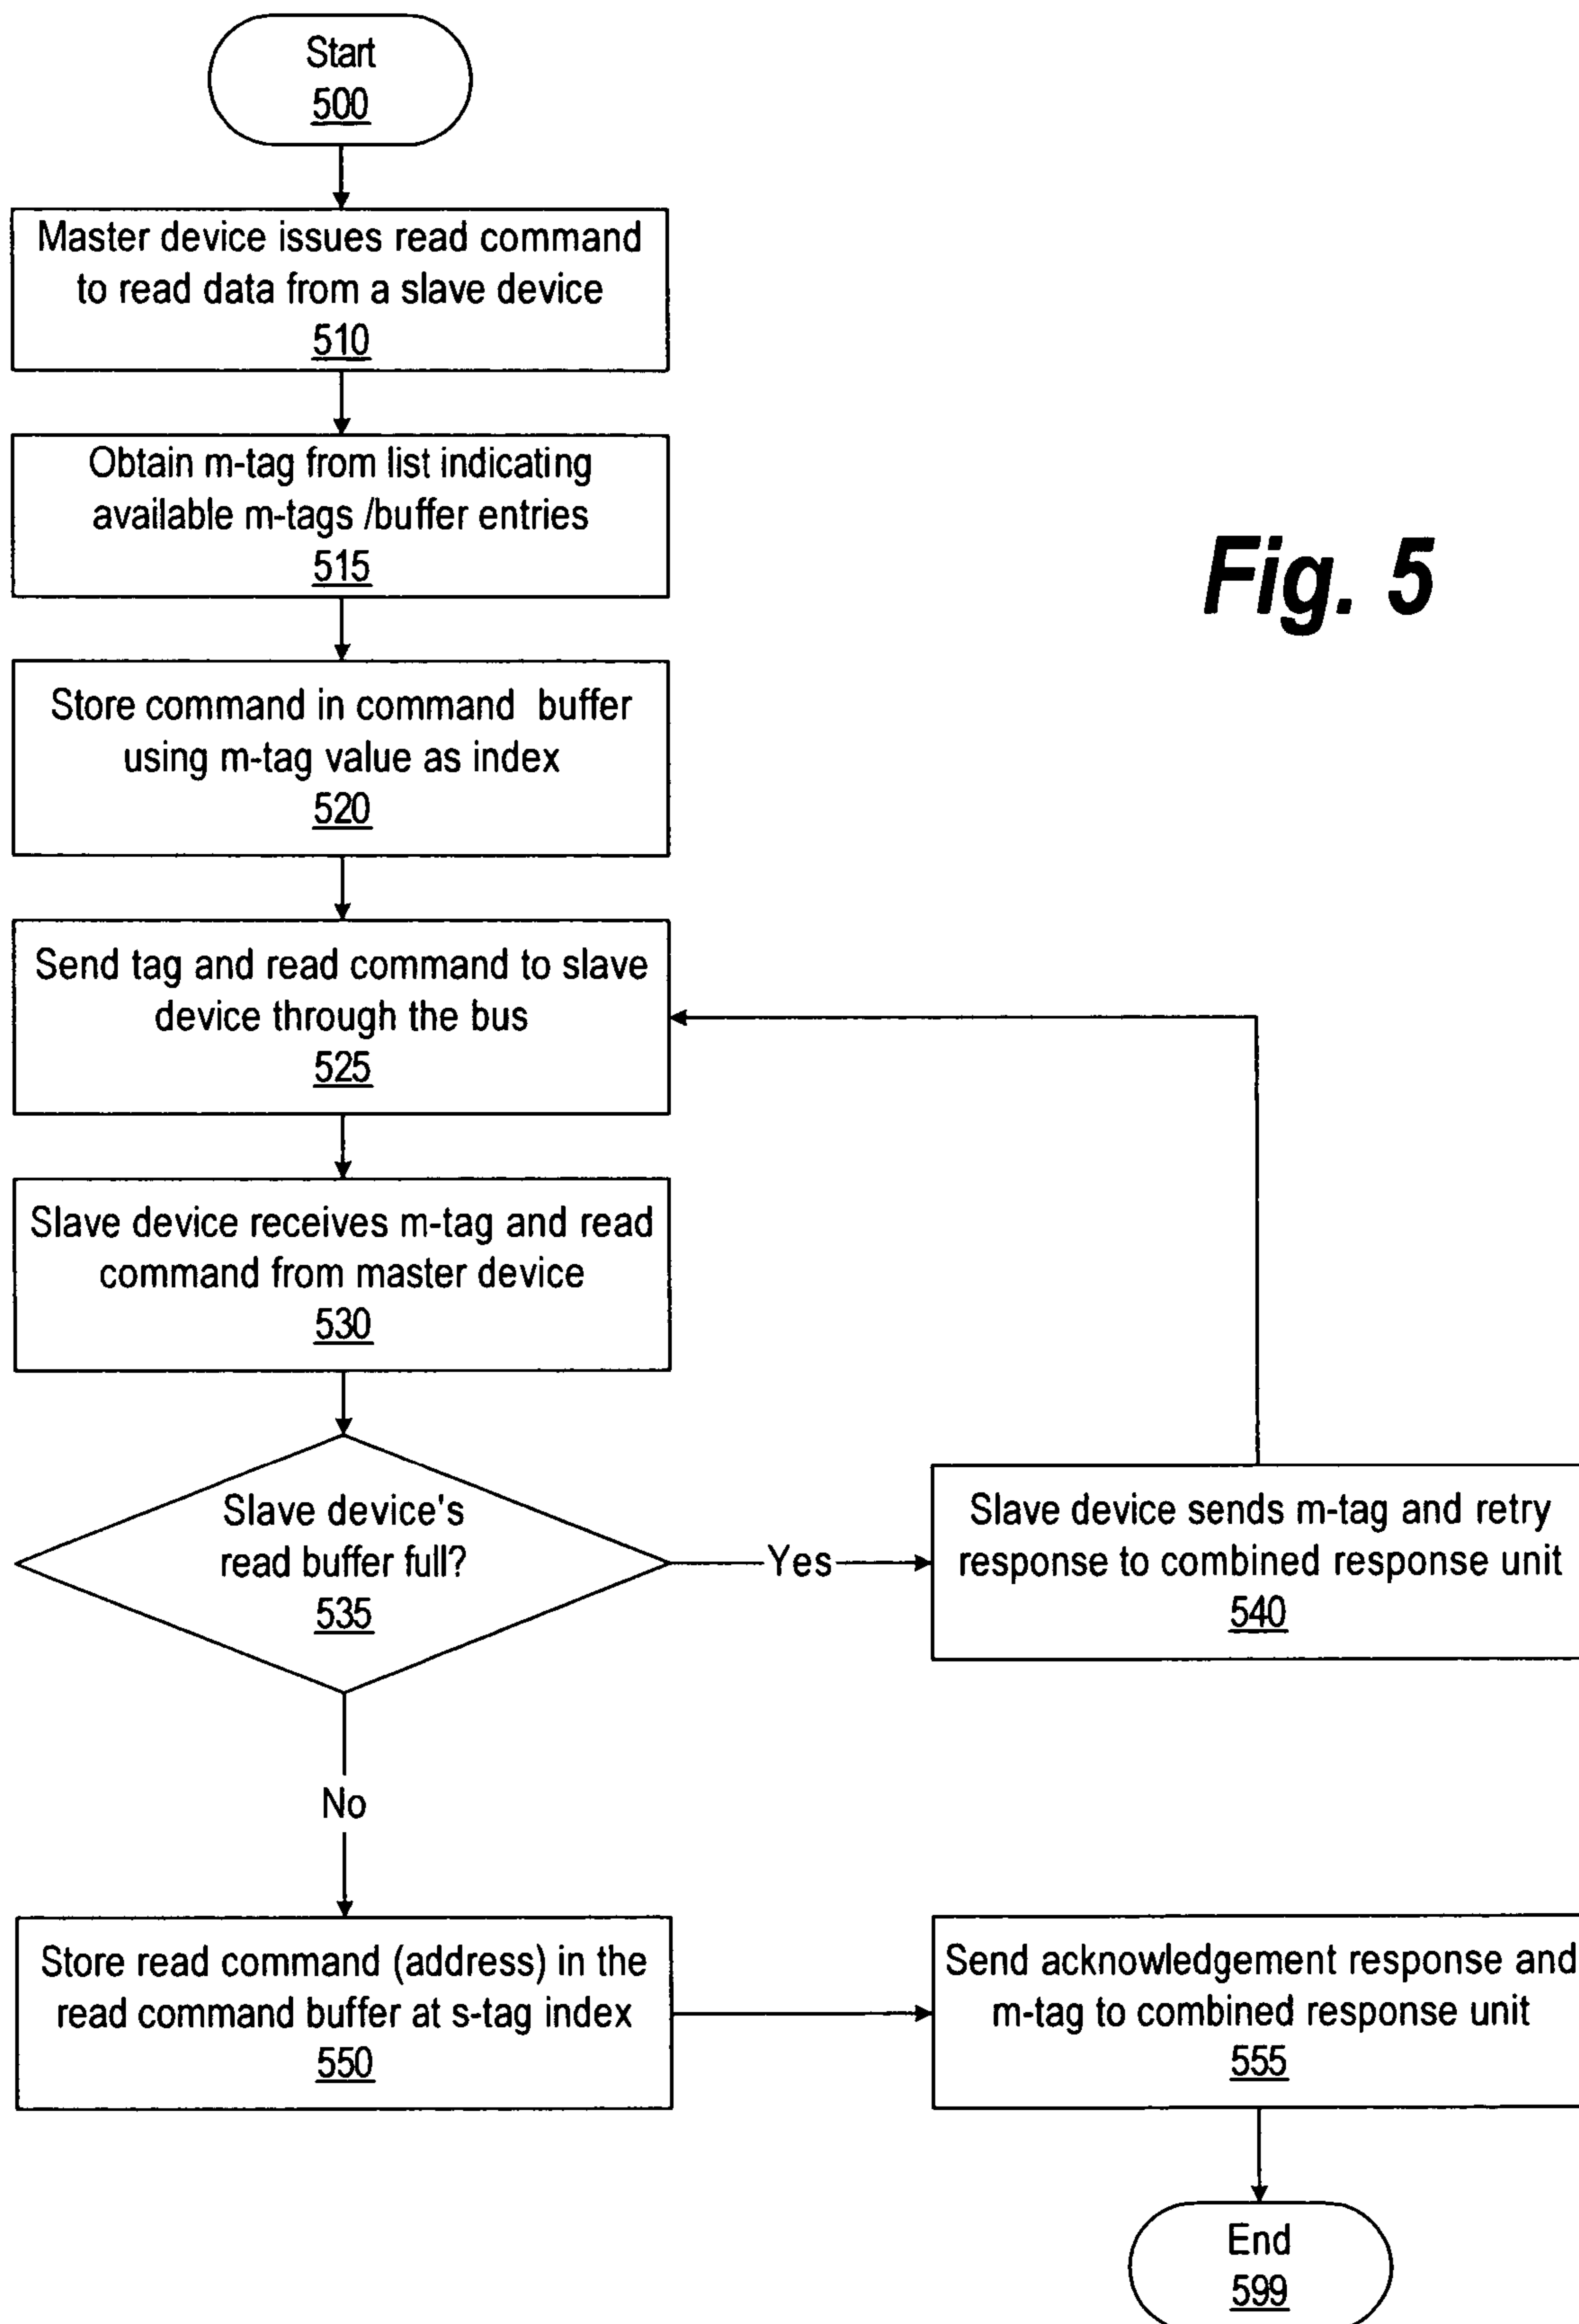 Start
500
Master device issues read command
to read data from a slave device
510
Obtain m-tag from list indicating
available m-tags /buffer entries
515
Fig. 5
Store command in command buffer
using m-tag value as index
520
Send tag and read command to slave
device through the bus
525
Slave device receives m-tag and read
command from master device
530
Slave device's
read buffer full?
535
Yes
Slave device sends m-tag and retry
response to combined response unit
540
No
Store read command (address) in the
read command buffer at s-tag index
550
Send acknowledgement response and
m-tag to combined response unit
555
End
599